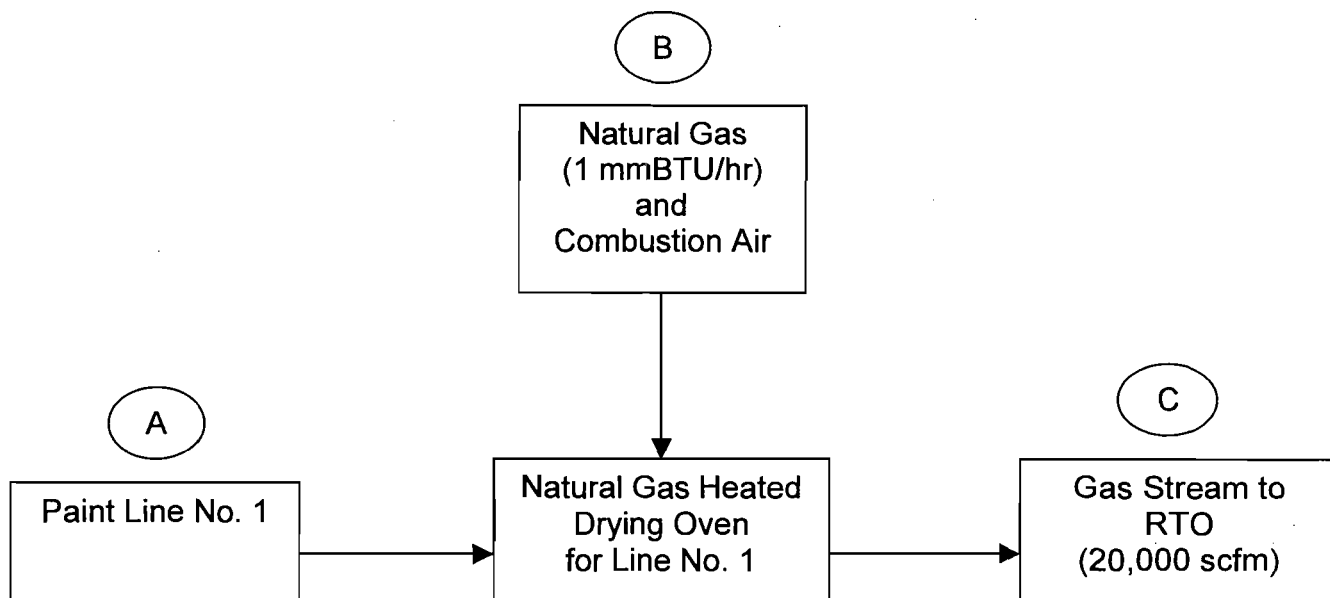 B
Natural Gas
(1 mmBTU/hr)
and
Combustion Air
A
Paint Line No. 1
Natural Gas Heated
Drying Oven
for Line No. 1
C
Gas Stream to
RTO
(20,000 scfm)